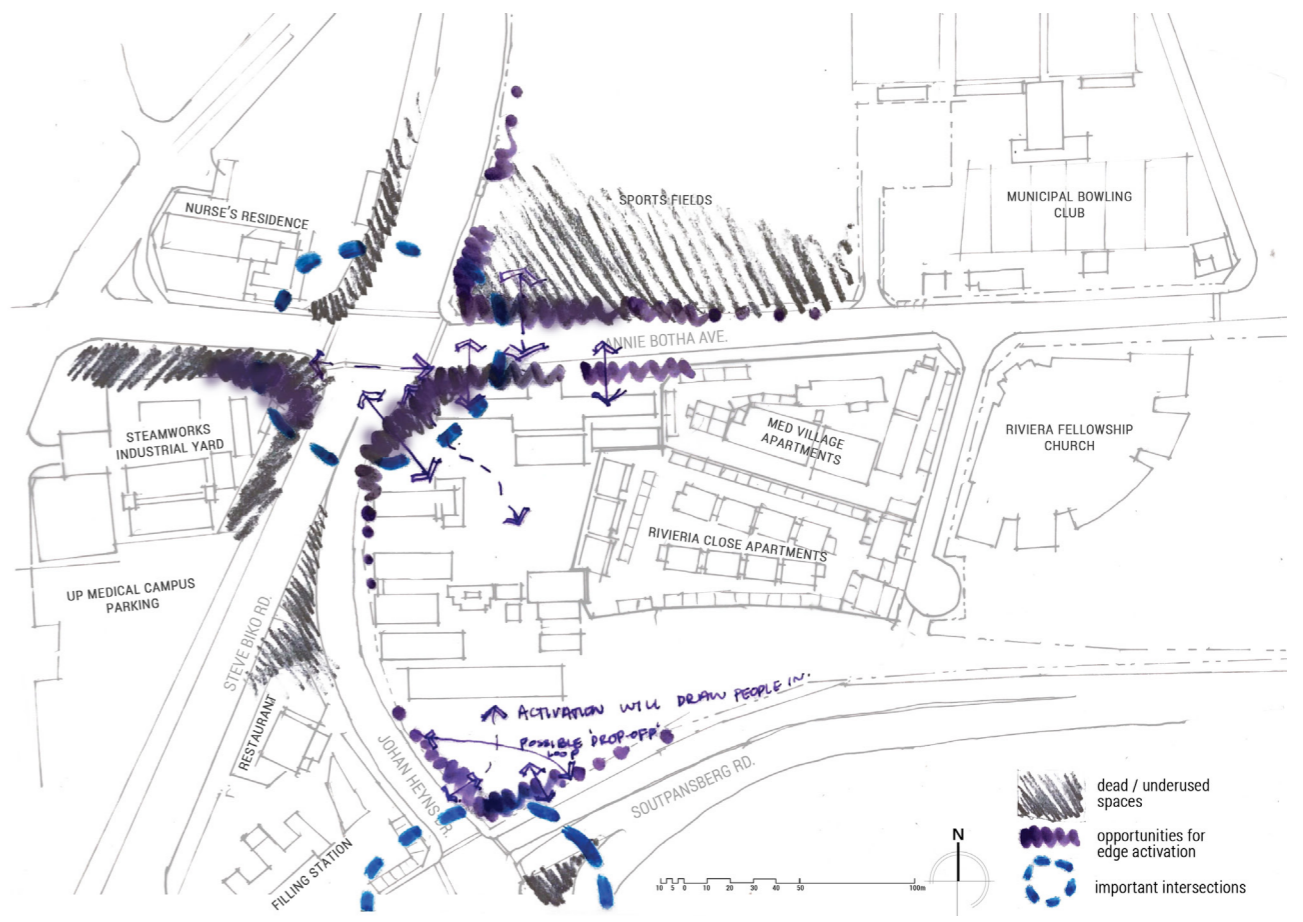 SPORTS FIELDS
MUNICIPAL BOWLING
CLUB
NURSE'S RESIDENCE
ANNIE BOTHA AVE.
STEAMWORKS
INDUSTRIAL YARD
MED VILLAGE
APARTMENTS
RIVIERA FELLOWSHIP
CHURCH
RIVIERIA CLOSE APARTMENTS
UP MEDICAL CAMPUS
PARKING
STEVE BIKO RD.
RESTAURANT
ACTIVATION WILL DRAW PEOPLE IN.
POSSIBLE 'DROP-OFF'
LOOP
JOHAN HEYNS DR.
SOUTPANSBERG RD.
FILLING STATION
dead / underused
spaces
opportunities for
edge activation
important intersections
N
10 5 0 10 20 30 40 50 100m